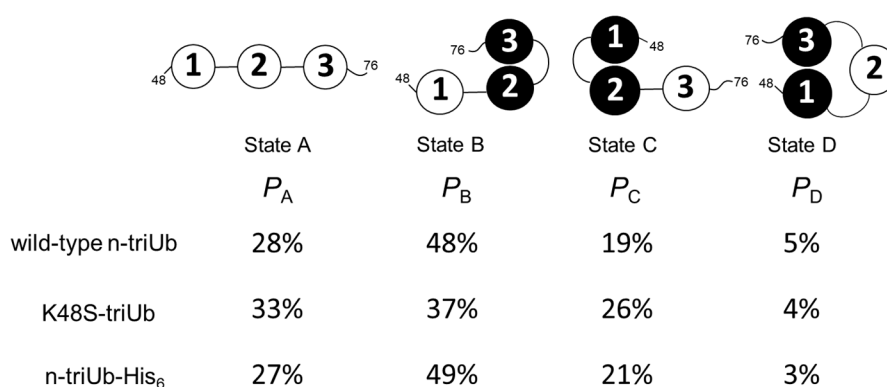 3 1 3
76 48 76
1 2 3 76 48 1 2 2 3 76 48 1 2
48
State A State B State C State D
PA PB PC PD
wild-type n-triUb 28% 48% 19% 5%
K48S-triUb 33% 37% 26% 4%
n-triUb-His6 27% 49% 21% 3%